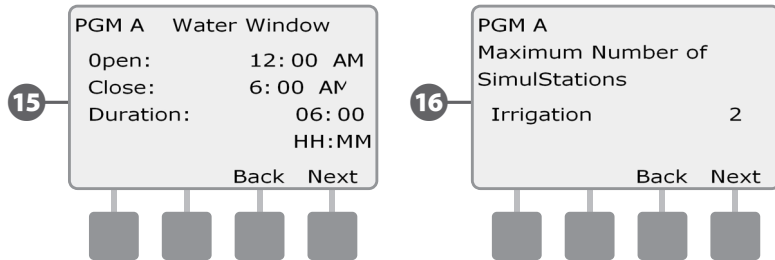 15
PGM A Water Window
Open: 12:00 AM
Close: 6:00 AM
Duration: 06:00
HH:MM
Back Next
16
PGM A
Maximum Number of
SimulStations
Irrigation 2
Back Next